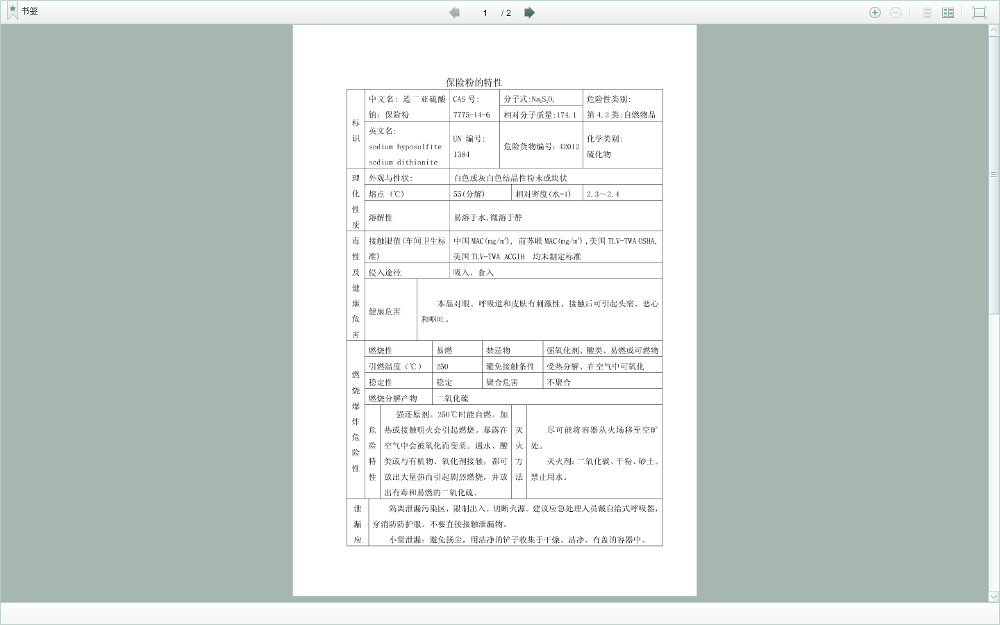 书签
1 / 2
保险粉的特性
标识
中文名: 连二亚硫酸
钠; 保险粉
CAS 号:
7775-14-6
分子式:Na₂S₂O₄
相对分子质量:174.1
危险性类别:
第 4.2 类:自燃物品
英文名:
sodium hyposulfite
sodium dithionite
UN 编号:
1384
危险货物编号: 42012
化学类别:
硫化物
理化性质
外观与性状:
白色或灰白色结晶性粉末或块状
熔点 (℃)
55(分解)
相对密度(水=1)
2.3～2.4
溶解性
易溶于水,微溶于醇
毒性及健康危害
接触限值(车间卫生标
准)
中国 MAC(mg/m³), 前苏联 MAC(mg/m³) ,美国 TLV-TWA OSHA,
美国 TLV-TWA ACGIH 均未制定标准
侵入途径
吸入、食入
健康危害
本品对眼、呼吸道和皮肤有刺激性，接触后可引起头痛、恶心
和呕吐。
燃烧爆炸危险性
燃烧性
易燃
禁忌物
强氧化剂、酸类、易燃或可燃物
引燃温度（℃）
250
避免接触条件
受热分解、在空气中可氧化
稳定性
稳定
聚合危害
不聚合
燃烧分解产物
二氧化硫
危险特性
强还原剂。250℃时能自燃。加
热或接触明火会引起燃烧。暴露在
空气中会被氧化而变质。遇水、酸
类或与有机物、氧化剂接触，都可
放出大量热而引起剧烈燃烧，并放
出有毒和易燃的二氧化硫。
灭火方法
尽可能将容器从火场移至空旷
处。
灭火剂: 二氧化碳、干粉、砂土。
禁止用水。
泄漏应
隔离泄漏污染区，限制出入。切断火源。建议应急处理人员戴自给式呼吸器，
穿消防防护服。不要直接接触泄漏物。
小量泄漏: 避免扬尘，用洁净的铲子收集于干燥、洁净、有盖的容器中。